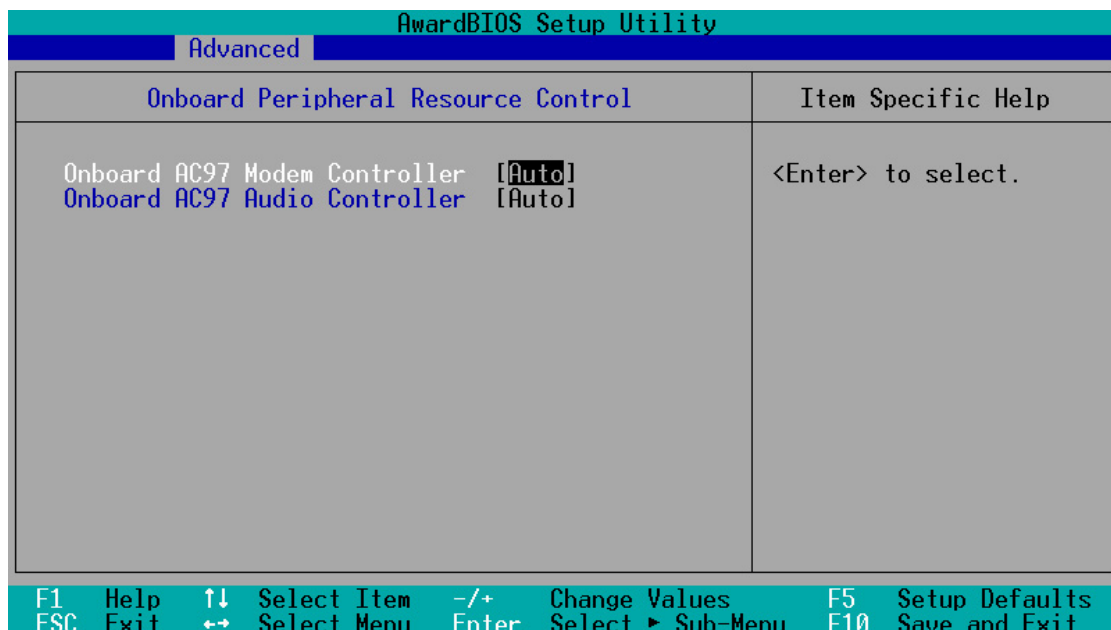 AwardBIOS Setup Utility
Advanced
Onboard Peripheral Resource Control
Item Specific Help
Onboard AC97 Modem Controller [Auto]
<Enter> to select.
Onboard AC97 Audio Controller [Auto]
F1 Help ↑↓ Select Item -/+ Change Values F5 Setup Defaults
ESC Exit ←→ Select Menu Enter Select ► Sub-Menu F10 Save and Exit